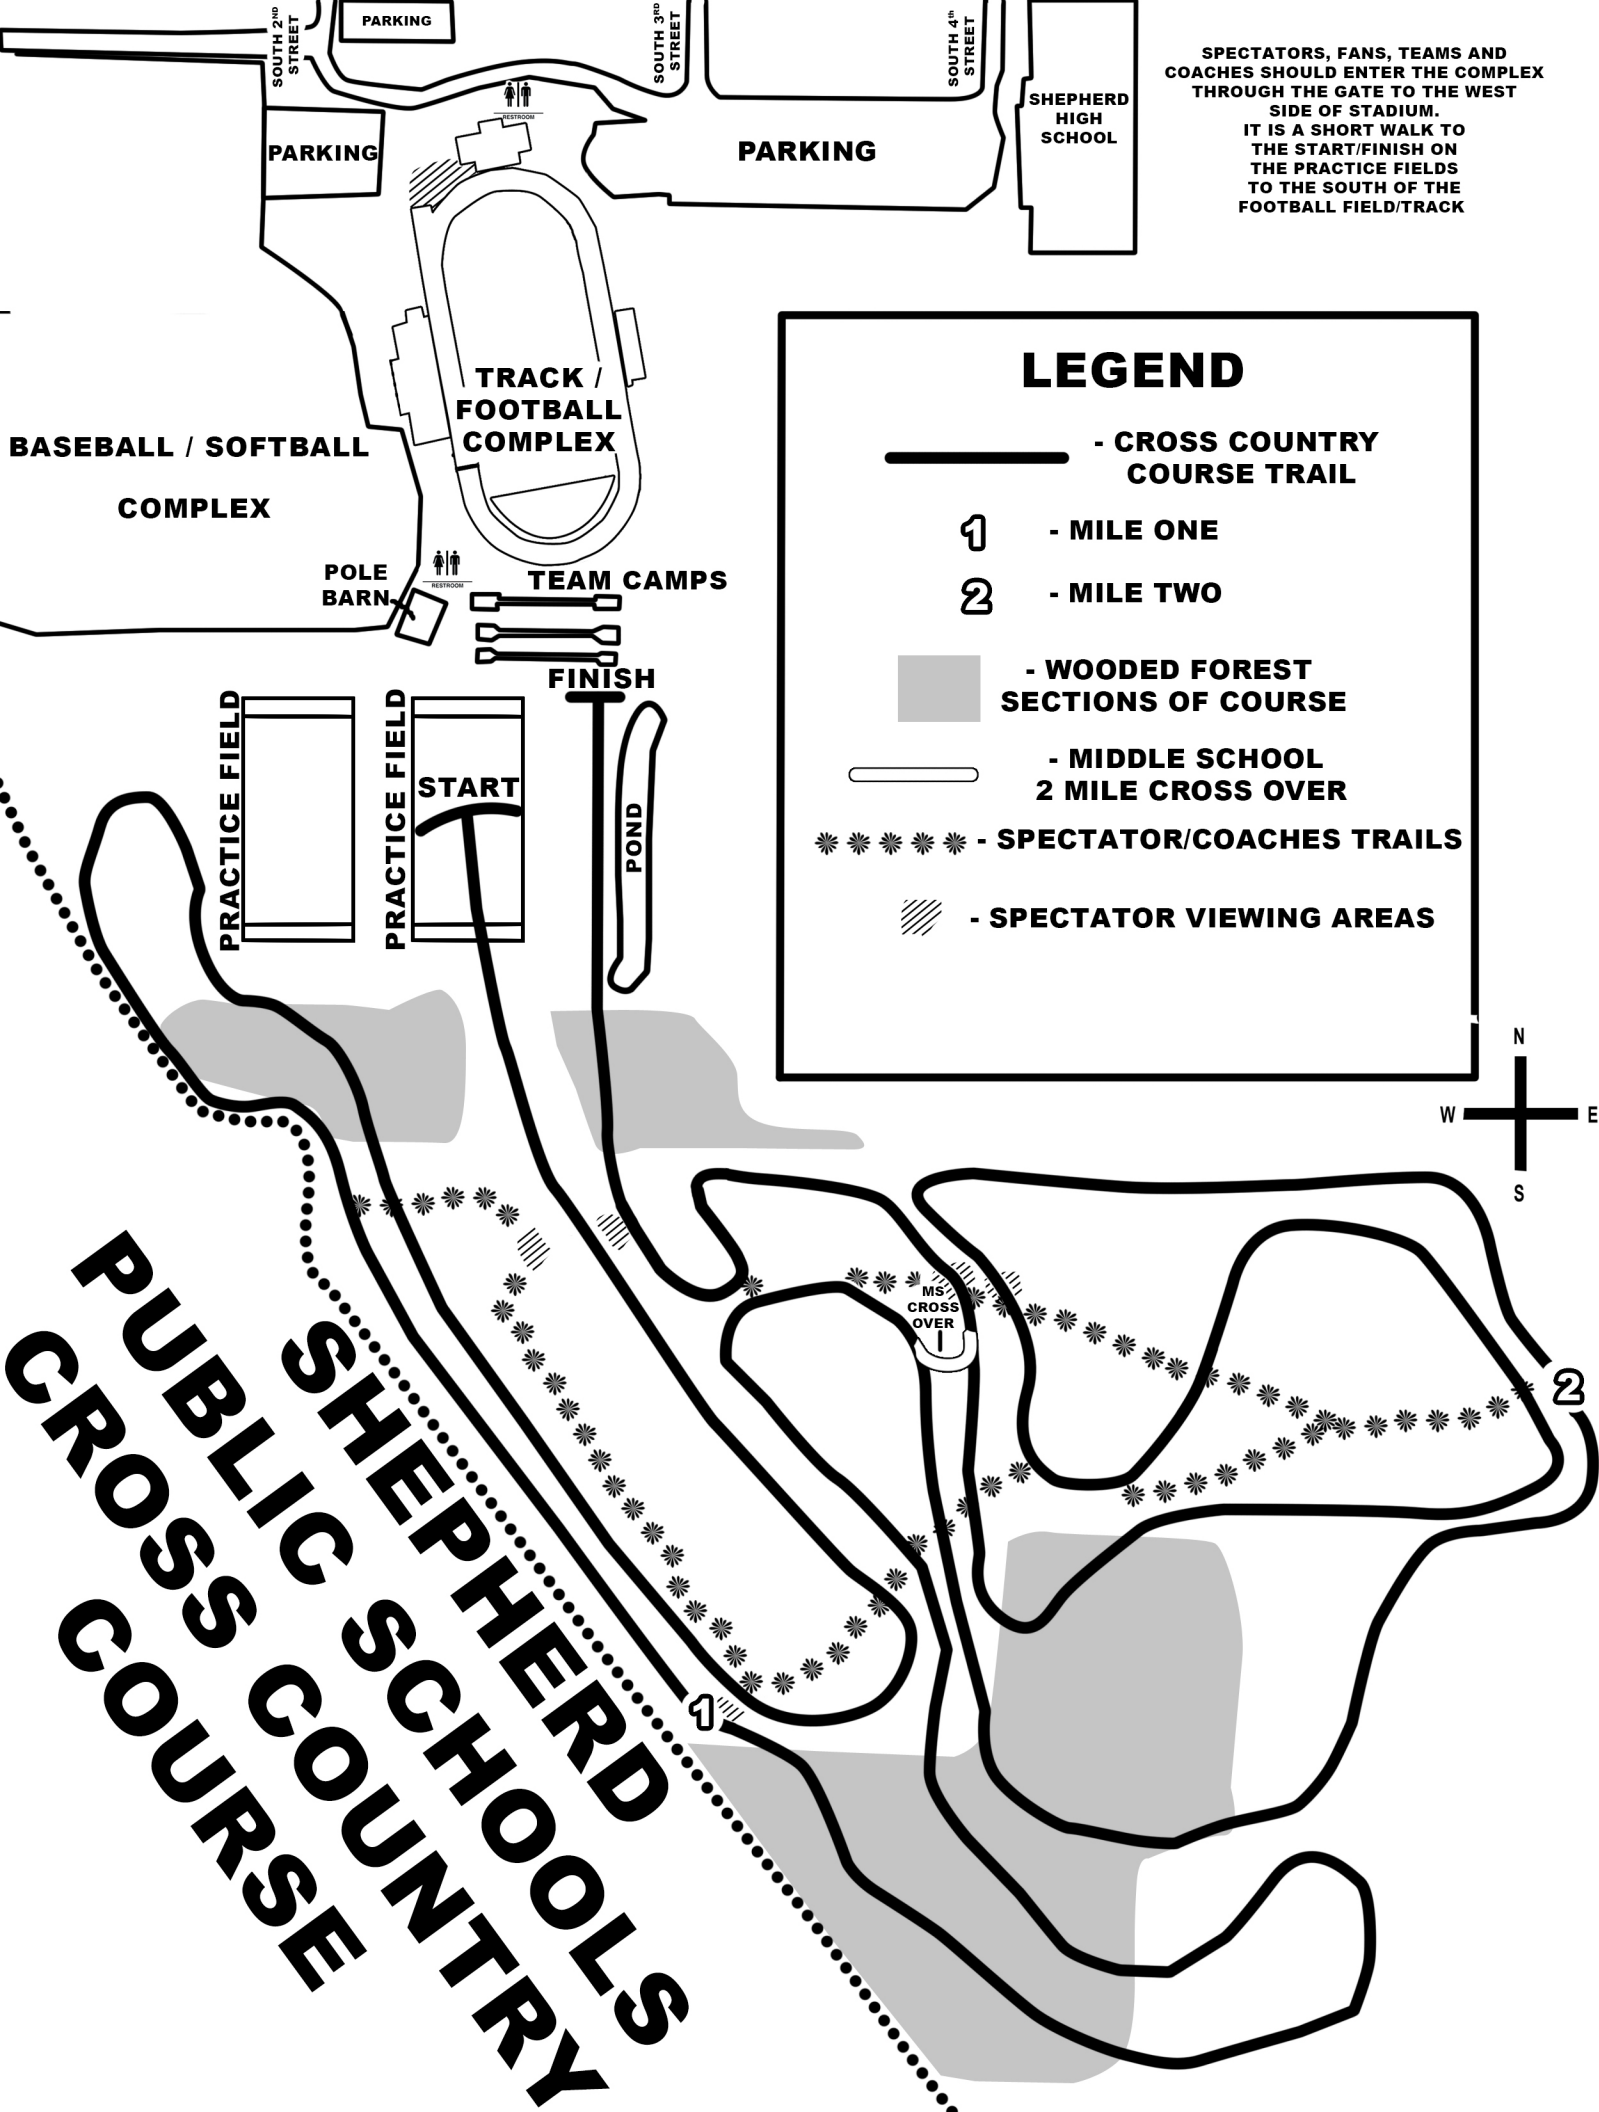 SOUTH 2ND
STREET
PARKING
SOUTH 3RD
STREET
SOUTH 4th
STREET
SPECTATORS, FANS, TEAMS AND
COACHES SHOULD ENTER THE COMPLEX
THROUGH THE GATE TO THE WEST
SIDE OF STADIUM.
IT IS A SHORT WALK TO
THE START/FINISH ON
THE PRACTICE FIELDS
TO THE SOUTH OF THE
FOOTBALL FIELD/TRACK
SHEPHERD
HIGH
SCHOOL
RESTROOM
PARKING
PARKING
TRACK /
FOOTBALL
COMPLEX
BASEBALL / SOFTBALL
COMPLEX
LEGEND
- CROSS COUNTRY
COURSE TRAIL
1 - MILE ONE
2 - MILE TWO
- WOODED FOREST
SECTIONS OF COURSE
- MIDDLE SCHOOL
2 MILE CROSS OVER
- SPECTATOR/COACHES TRAILS
- SPECTATOR VIEWING AREAS
POLE
BARN
RESTROOM
TEAM CAMPS
FINISH
PRACTICE FIELD
PRACTICE FIELD
START
POND
N
W E
S
MS
CROSS
OVER
2
1
SHEPHERD
PUBLIC SCHOOLS
CROSS COUNTRY
COURSE